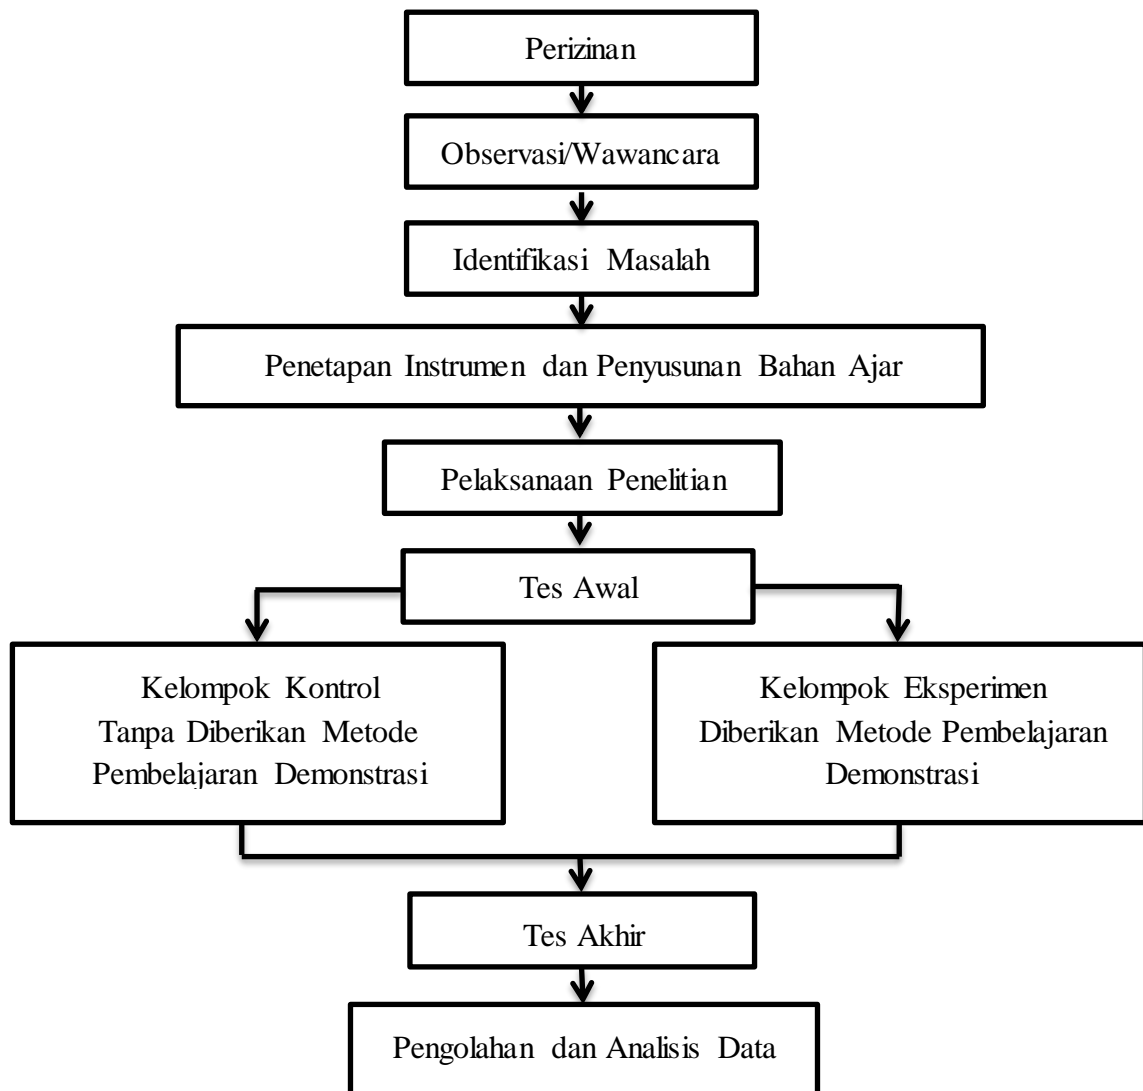 Perizinan
Observasi/Wawancara
Identifikasi Masalah
Penetapan Instrumen dan Penyusunan Bahan Ajar
Pelaksanaan Penelitian
Tes Awal
Kelompok Kontrol
Tanpa Diberikan Metode
Pembelajaran Demonstrasi
Kelompok Eksperimen
Diberikan Metode Pembelajaran
Demonstrasi
Tes Akhir
Pengolahan dan Analisis Data